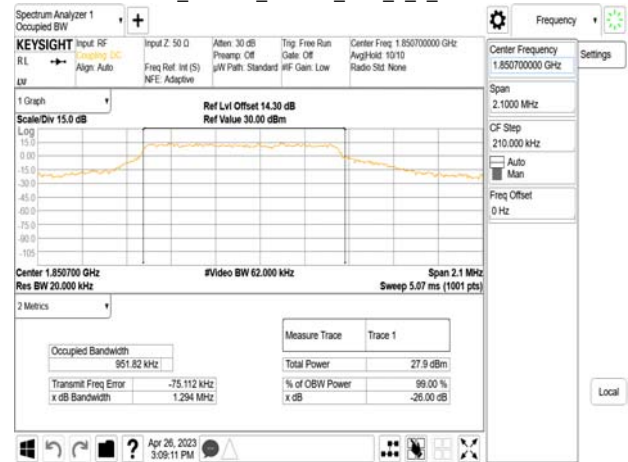 Spectrum Analyzer 1
Occupied BW
Frequency
KEYSIGHT
RL
Input: RF
Coupling: DC
Align: Auto
Input Z: 50 Ω
Freq Ref: Int (S)
NFE: Adaptive
Atten: 30 dB
Preamp: Off
µW Path: Standard
Trig: Free Run
Gate: Off
#IF Gain: Low
Center Freq: 1.850700000 GHz
Avg|Hold: 10/10
Radio Std: None
Center Frequency
1.850700000 GHz
Settings
Span
2.1000 MHz
CF Step
210.000 kHz
Auto
Man
Freq Offset
0 Hz
Local
1 Graph
Scale/Div 15.0 dB
Ref Lvl Offset 14.30 dB
Ref Value 30.00 dBm
Log
15.0
0.00
-15.0
-30.0
-45.0
-60.0
-75.0
-90.0
-105
Center 1.850700 GHz
#Video BW 62.000 kHz
Span 2.1 MHz
Res BW 20.000 kHz
Sweep 5.07 ms (1001 pts)
2 Metrics
Measure Trace
Trace 1
Occupied Bandwidth
951.82 kHz
Total Power
27.9 dBm
Transmit Freq Error
-75.112 kHz
% of OBW Power
99.00 %
x dB Bandwidth
1.294 MHz
x dB
-26.00 dB
?
Apr 26, 2023
3:09:11 PM